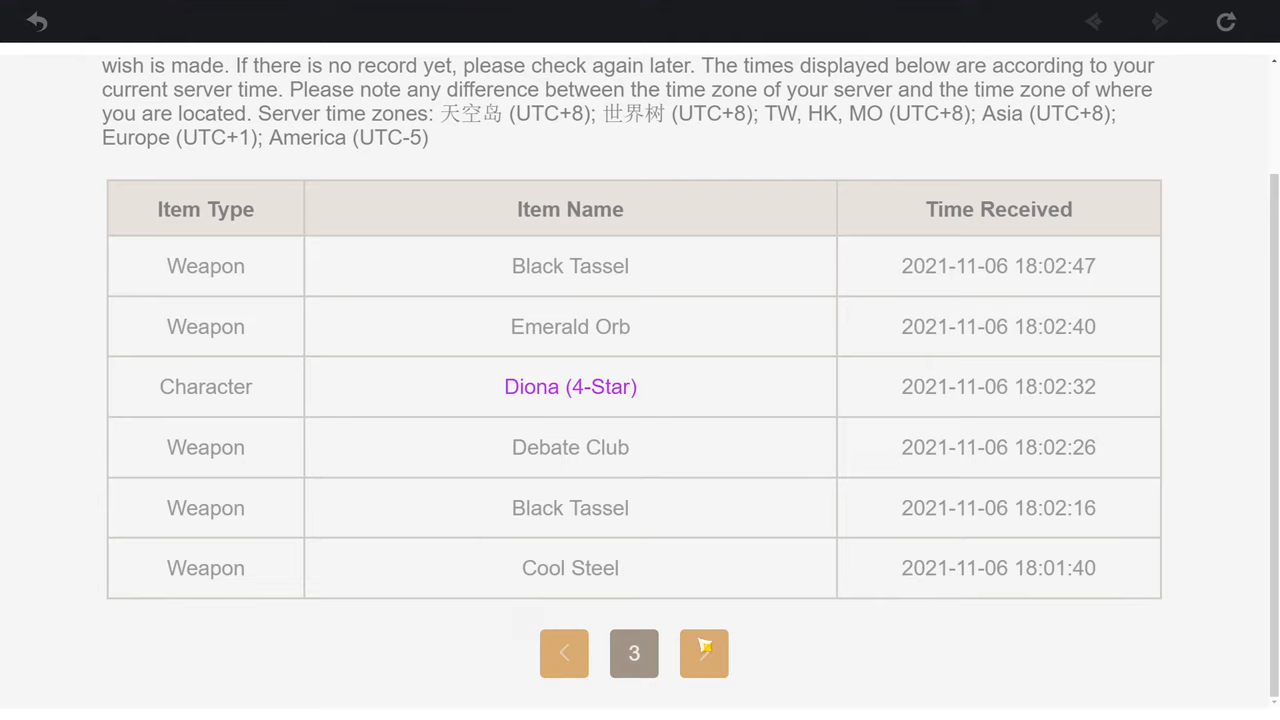 wish is made. If there is no record yet, please check again later. The times displayed below are according to your
current server time. Please note any difference between the time zone of your server and the time zone of where
you are located. Server time zones: 天空岛 (UTC+8); 世界树 (UTC+8); TW, HK, MO (UTC+8); Asia (UTC+8);
Europe (UTC+1); America (UTC-5)
Item Type Item Name Time Received
Weapon Black Tassel 2021-11-06 18:02:47
Weapon Emerald Orb 2021-11-06 18:02:40
Character Diona (4-Star) 2021-11-06 18:02:32
Weapon Debate Club 2021-11-06 18:02:26
Weapon Black Tassel 2021-11-06 18:02:16
Weapon Cool Steel 2021-11-06 18:01:40
3